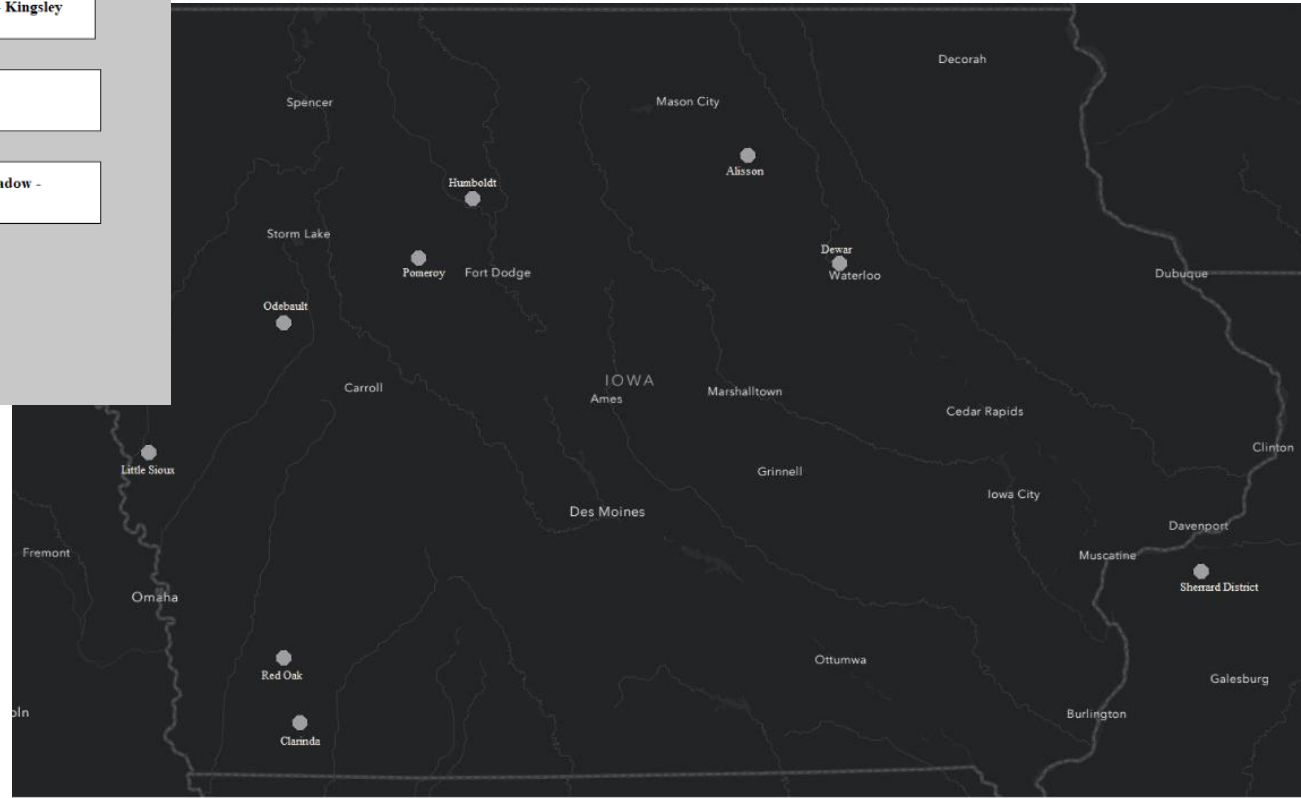 - Kingsley
adow -
Decorah
Spencer
Mason City
Alisson
Humboldt
Storm Lake
Dewar
Pomeroy
Fort Dodge
Waterloo
Dubuque
Odebault
IOWA
Carroll
Ames
Marshalltown
Cedar Rapids
Clinton
Little Sioux
Grinnell
Iowa City
Des Moines
Davenport
Fremont
Muscatine
Sherrard District
Omaha
Ottumwa
Red Oak
Galesburg
oln
Burlington
Clarinda